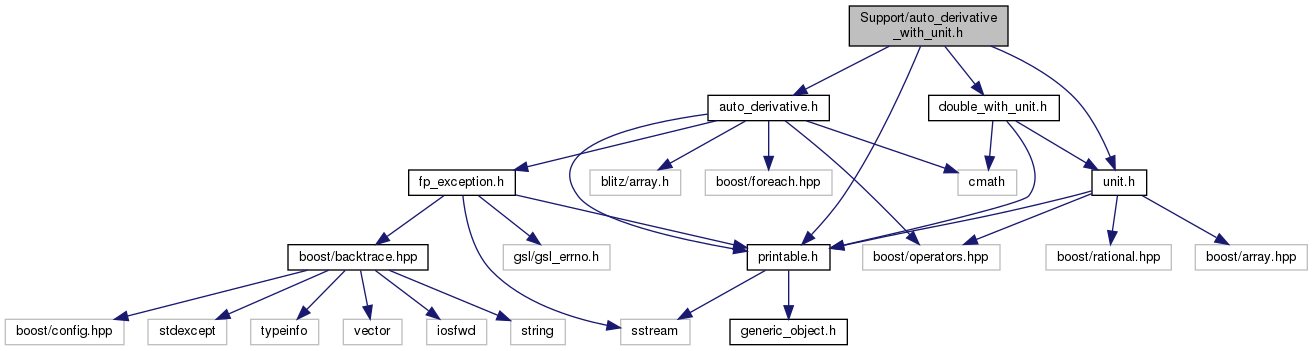 Support/auto_derivative
_with_unit.h
auto_derivative.h
double_with_unit.h
fp_exception.h
blitz/array.h
boost/foreach.hpp
cmath
unit.h
boost/backtrace.hpp
gsl/gsl_errno.h
printable.h
boost/operators.hpp
boost/rational.hpp
boost/array.hpp
boost/config.hpp
stdexcept
typeinfo
vector
iosfwd
string
sstream
generic_object.h